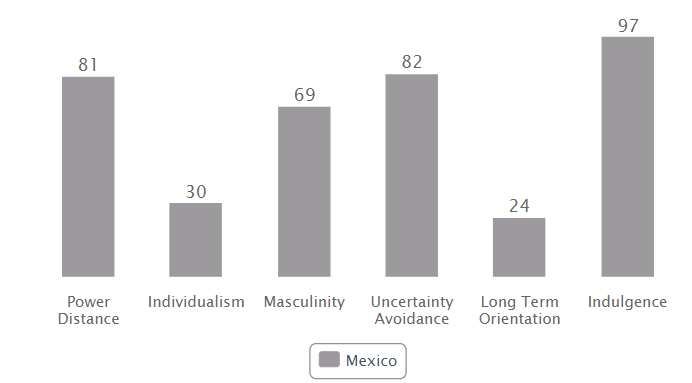 97
81
82
69
30
24
Power
Distance
Individualism
Masculinity
Uncertainty
Avoidance
Long Term
Orientation
Indulgence
Mexico